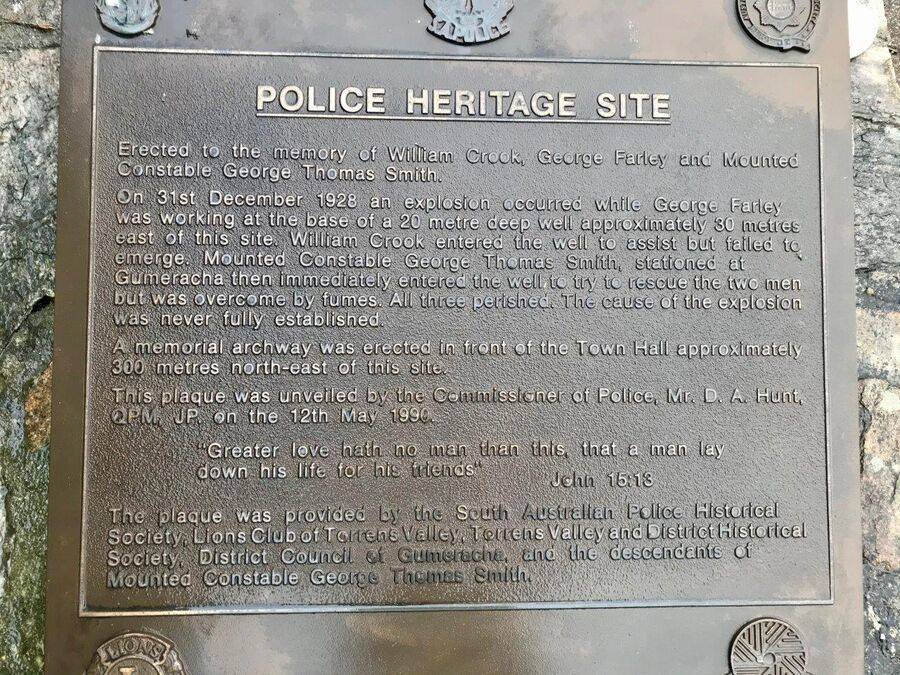 SAPOLICE
POLICE HERITAGE SITE
Erected to the memory of William Crook, George Farley and Mounted
Constable George Thomas Smith.
On 31st December 1928 an explosion occurred while George Farley
was working at the base of a 20 metre deep well approximately 30 metres
east of this site. William Crook entered the well to assist but failed to
emerge. Mounted Constable George Thomas Smith, stationed at
Gumeracha then immediately entered the well to try to rescue the two men
but was overcome by fumes. All three perished. The cause of the explosion
was never fully established.
A memorial archway was erected in front of the Town Hall approximately
300 metres north-east of this site.
This plaque was unveiled by the Commissioner of Police, Mr. D. A. Hunt,
QPM, JP. on the 12th May 1990.
"Greater love hath no man than this, that a man lay
down his life for his friends"
John 15:13
The plaque was provided by the South Australian Police Historical
Society, Lions Club of Torrens Valley, Torrens Valley and District Historical
Society, District Council of Gumeracha, and the descendants of
Mounted Constable George Thomas Smith.
LIONS